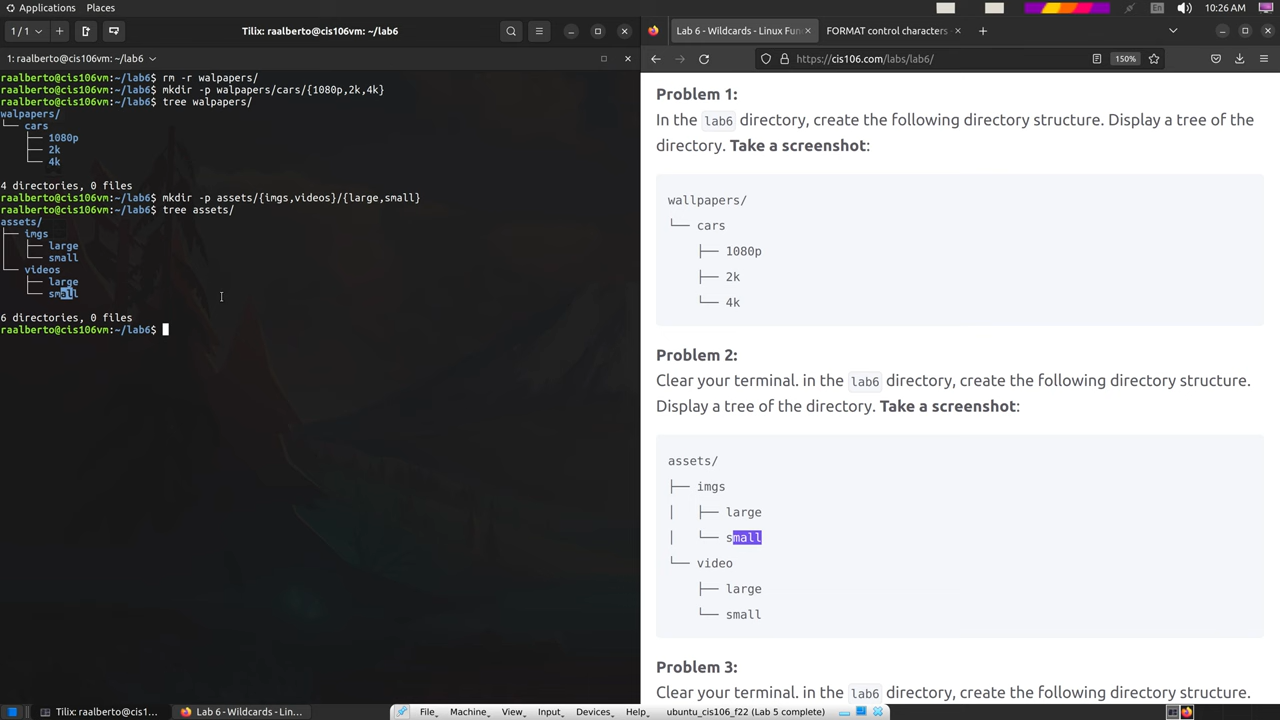 Applications Places
En 10:26 AM
1 / 1 Tilix: raalberto@cis106vm: ~/lab6
1: raalberto@cis106vm: ~/lab6
raalberto@cis106vm:~/lab6$ rm -r walpapers/
raalberto@cis106vm:~/lab6$ mkdir -p walpapers/cars/{1080p,2k,4k}
raalberto@cis106vm:~/lab6$ tree walpapers/
walpapers/
└── cars
├── 1080p
├── 2k
└── 4k
4 directories, 0 files
raalberto@cis106vm:~/lab6$ mkdir -p assets/{imgs,videos}/{large,small}
raalberto@cis106vm:~/lab6$ tree assets/
assets/
├── imgs
│   ├── large
│   └── small
└── videos
├── large
└── small
6 directories, 0 files
raalberto@cis106vm:~/lab6$
Lab 6 - Wildcards - Linux Fun × FORMAT control characters × +
https://cis106.com/labs/lab6/ 150%
Problem 1:
In the lab6 directory, create the following directory structure. Display a tree of the
directory. Take a screenshot:
wallpapers/
└── cars
├── 1080p
├── 2k
└── 4k
Problem 2:
Clear your terminal. in the lab6 directory, create the following directory structure.
Display a tree of the directory. Take a screenshot:
assets/
├── imgs
│   ├── large
│   └── small
└── video
├── large
└── small
Problem 3:
Clear your terminal. in the lab6 directory, create the following directory structure.
Tilix: raalberto@cis1... Lab 6 - Wildcards - Lin... File Machine View Input Devices Help ubuntu_cis106_f22 (Lab 5 complete)